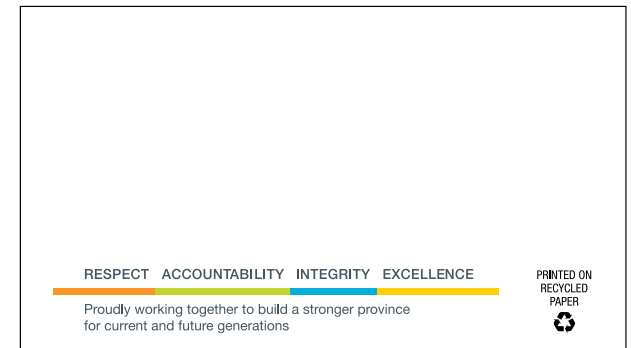 RESPECT ACCOUNTABILITY INTEGRITY EXCELLENCE
Proudly working together to build a stronger province
for current and future generations
PRINTED ON
RECYCLED
PAPER